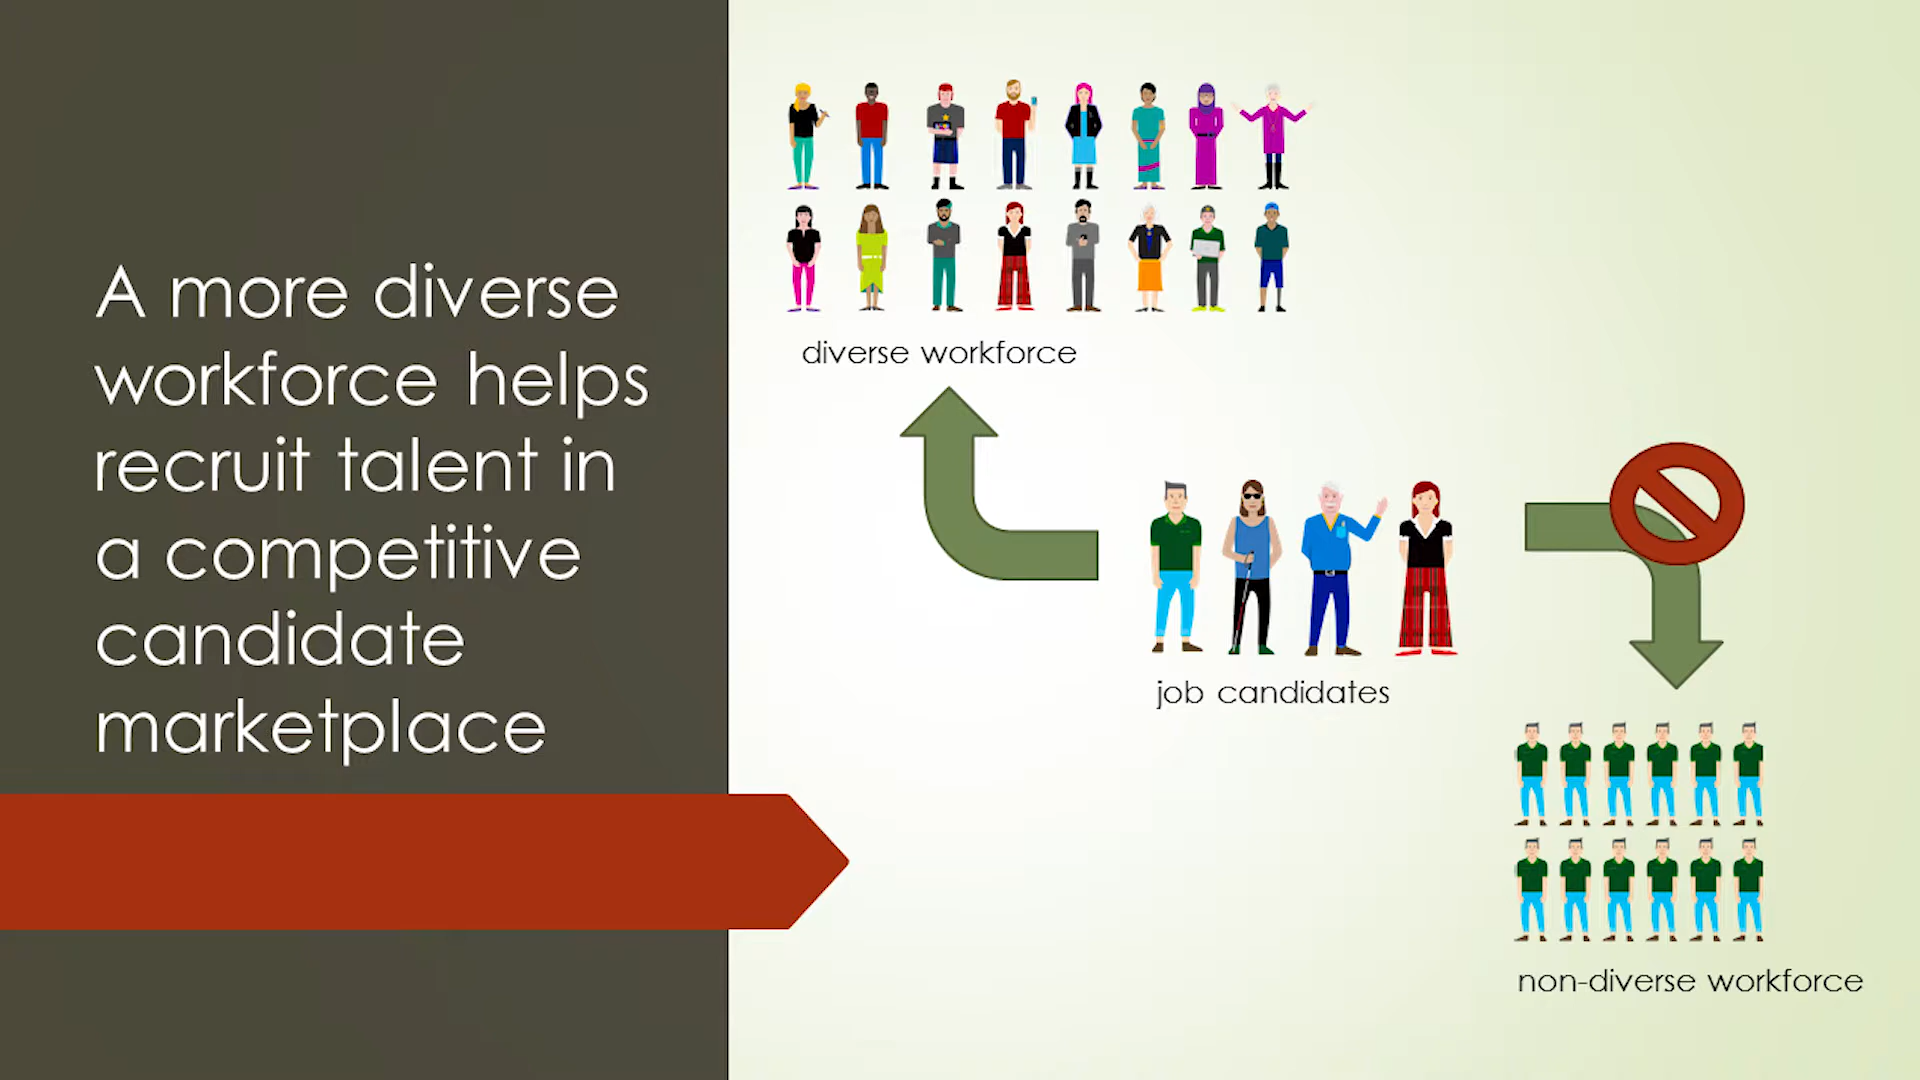 A more diverse
workforce helps
recruit talent in
a competitive
candidate
marketplace
diverse workforce
job candidates
non-diverse workforce